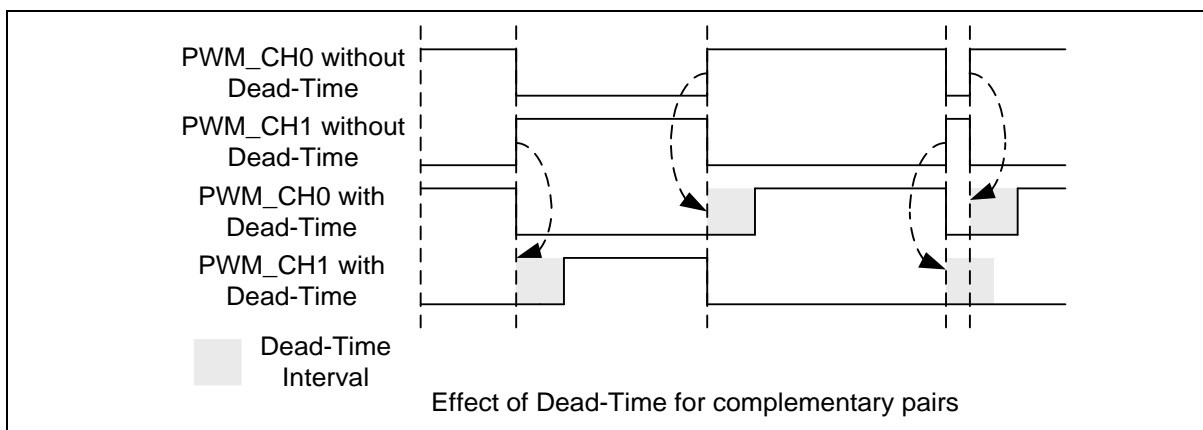 PWM_CH0 without
Dead-Time
PWM_CH1 without
Dead-Time
PWM_CH0 with
Dead-Time
PWM_CH1 with
Dead-Time
Dead-Time
Interval
Effect of Dead-Time for complementary pairs